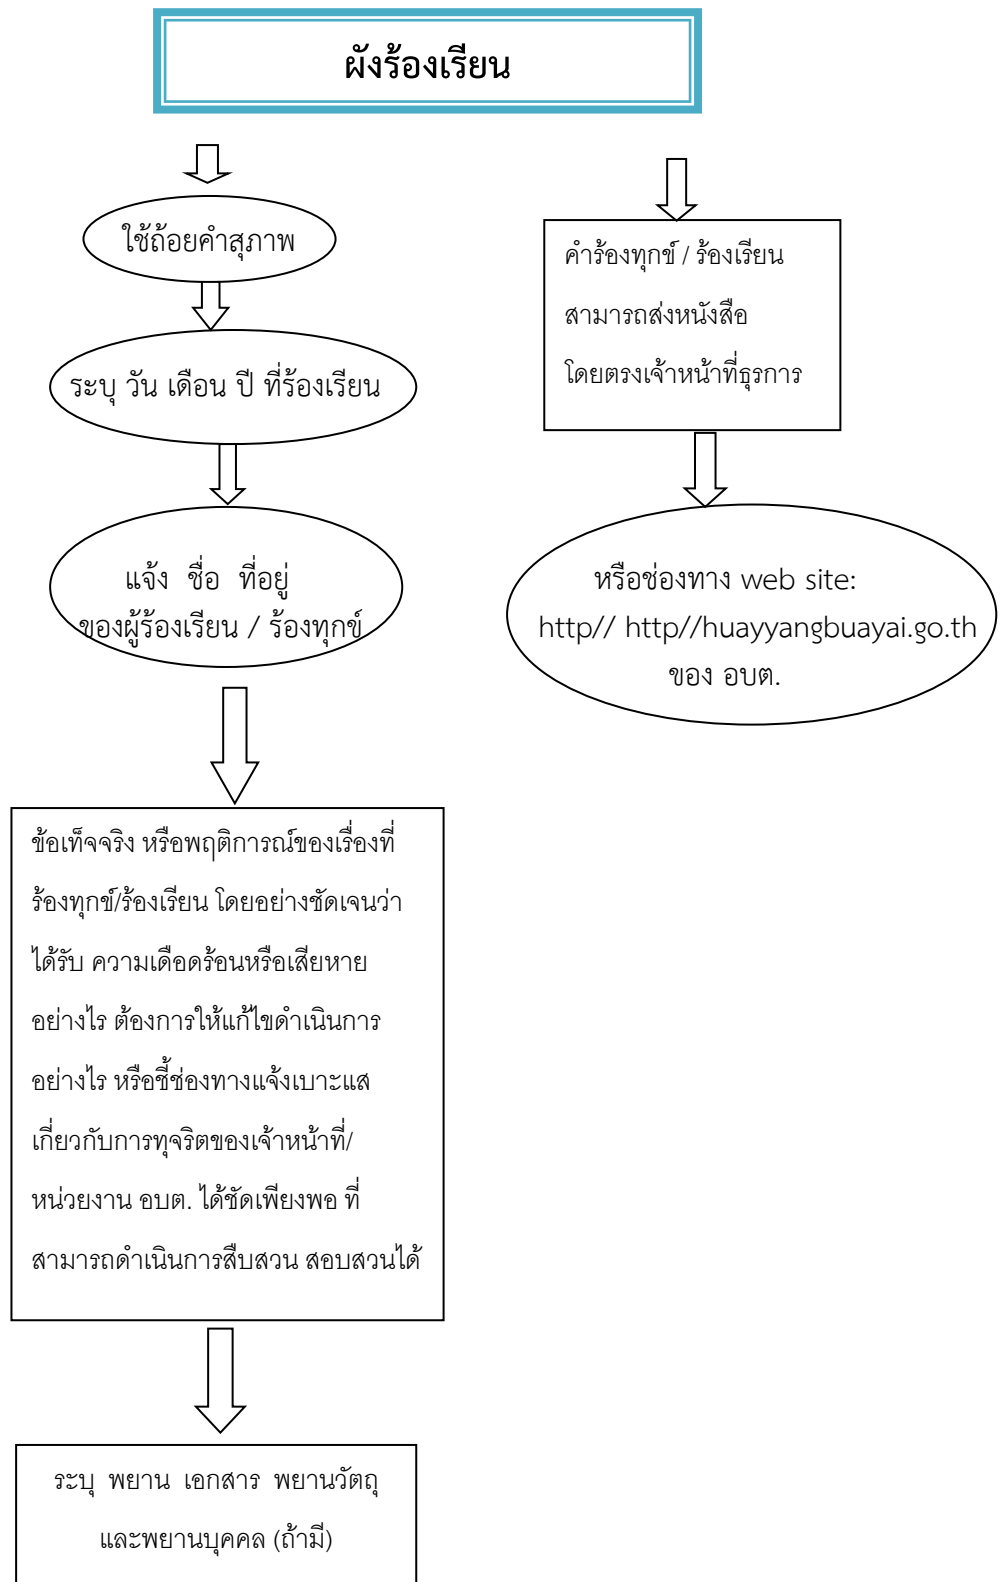 ผังร้องเรียน
ใช้ถ้อยคำสุภาพ
ระบุ วัน เดือน ปี ที่ร้องเรียน
แจ้ง ชื่อ ที่อยู่
ของผู้ร้องเรียน / ร้องทุกข์
ข้อเท็จจริง หรือพฤติการณ์ของเรื่องที่
ร้องทุกข์/ร้องเรียน โดยอย่างชัดเจนว่า
ได้รับ ความเดือดร้อนหรือเสียหาย
อย่างไร ต้องการให้แก้ไขดำเนินการ
อย่างไร หรือชี้ช่องทางแจ้งเบาะแส
เกี่ยวกับการทุจริตของเจ้าหน้าที่/
หน่วยงาน อบต. ได้ชัดเพียงพอ ที่
สามารถดำเนินการสืบสวน สอบสวนได้
ระบุ พยาน เอกสาร พยานวัตถุ
และพยานบุคคล (ถ้ามี)
คำร้องทุกข์ / ร้องเรียน
สามารถส่งหนังสือ
โดยตรงเจ้าหน้าที่ธุรการ
หรือช่องทาง web site:
http// http//huayyangbuayai.go.th
ของ อบต.